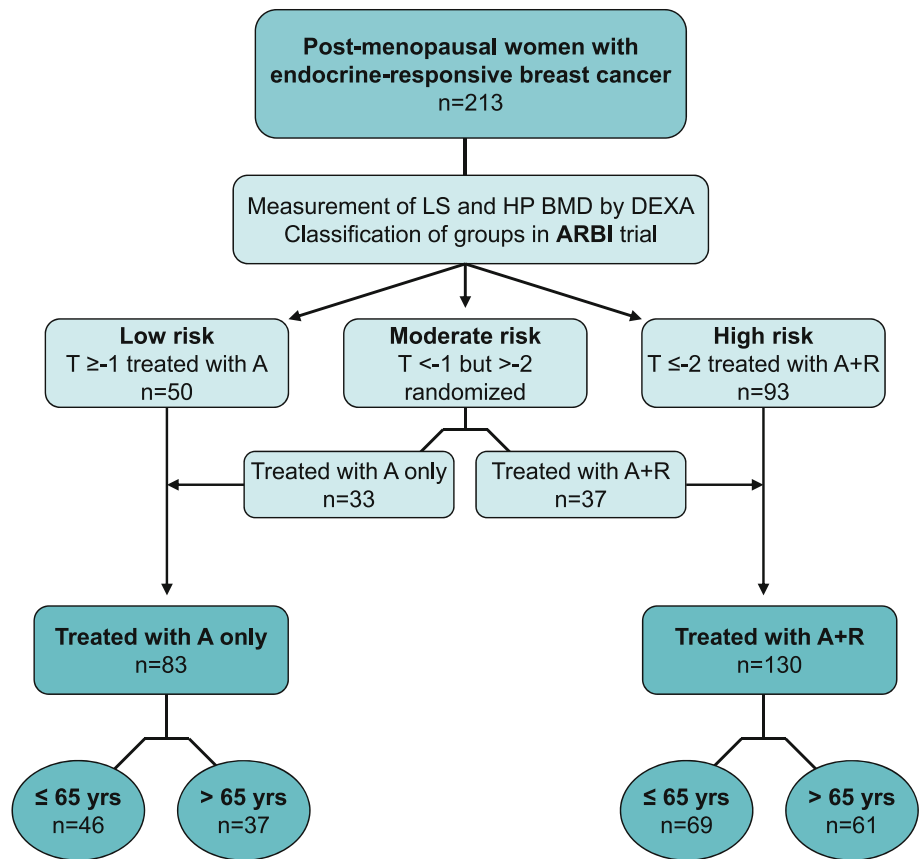 Post-menopausal women with
endocrine-responsive breast cancer
n=213
Measurement of LS and HP BMD by DEXA
Classification of groups in ARBI trial
Low risk
T ≥-1 treated with A
n=50
Moderate risk
T <-1 but >-2
randomized
High risk
T ≤-2 treated with A+R
n=93
Treated with A only
n=33
Treated with A+R
n=37
Treated with A only
n=83
Treated with A+R
n=130
≤ 65 yrs
n=46
> 65 yrs
n=37
≤ 65 yrs
n=69
> 65 yrs
n=61